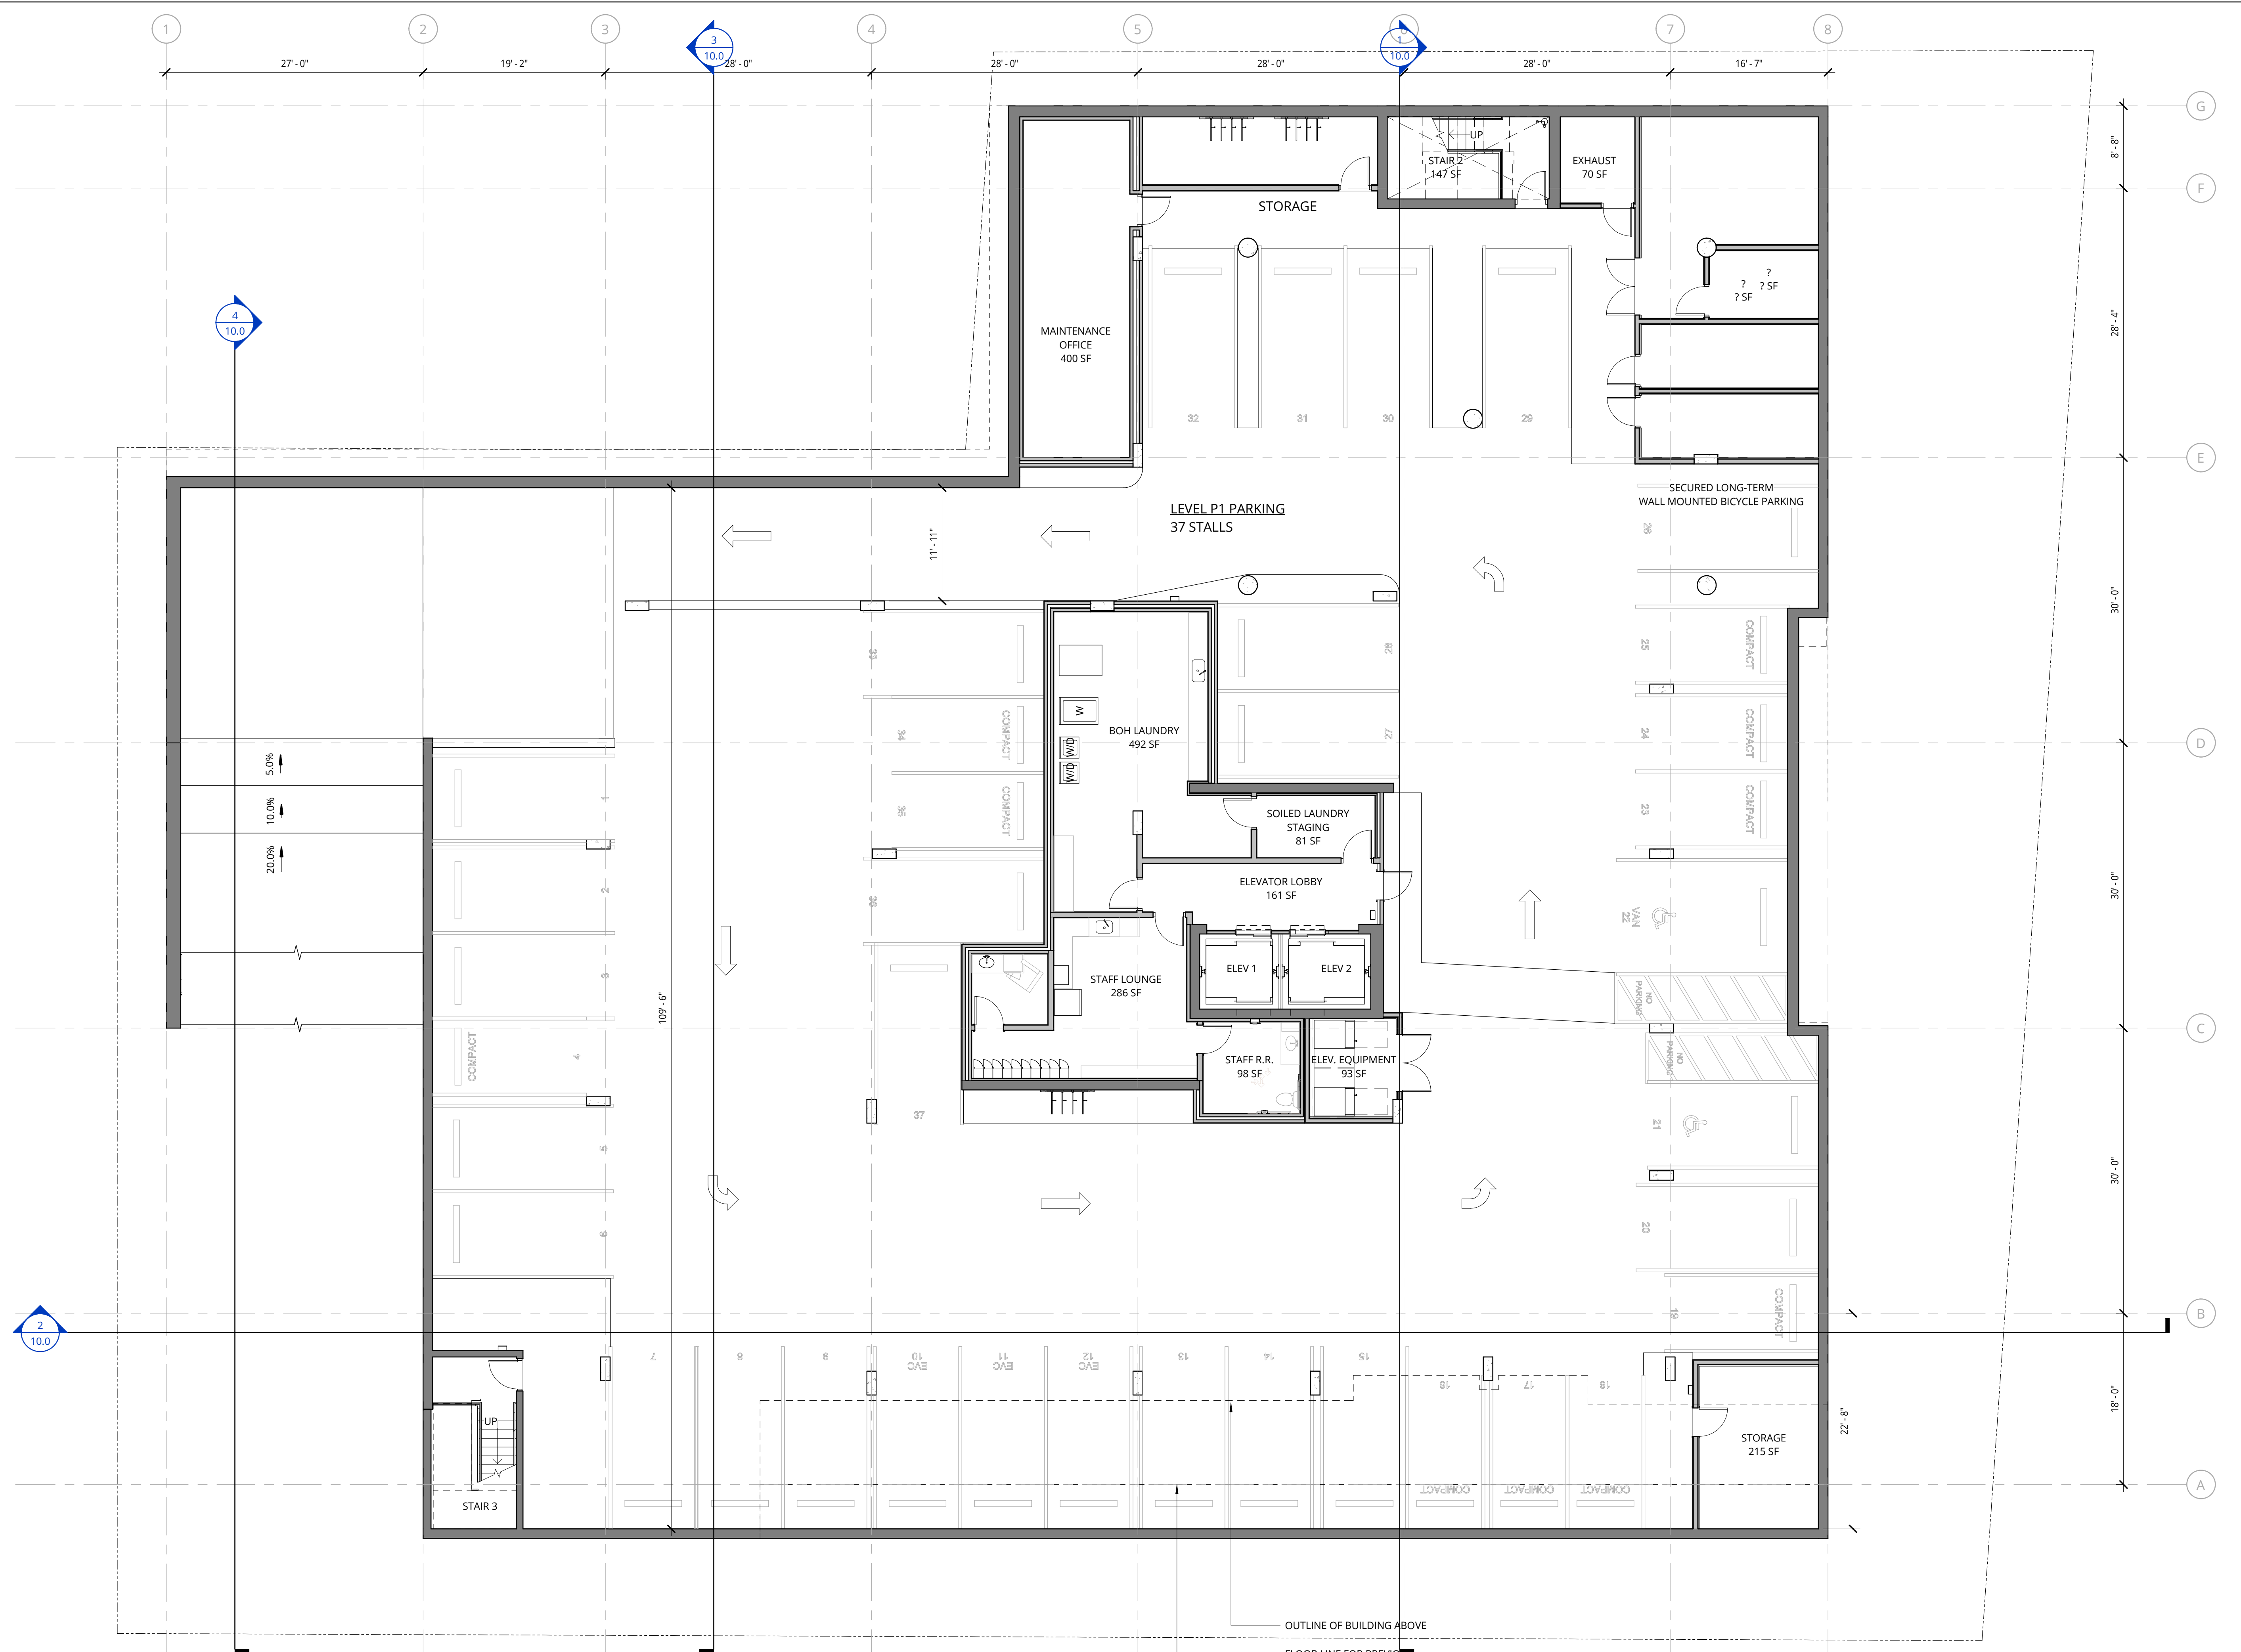 1
2
3
4
5
6
7
8
3
10.0
1
10.0
27' - 0"
19' - 2"
28' - 0"
28' - 0"
28' - 0"
28' - 0"
16' - 7"
G
F
E
D
C
B
A
8' - 8"
28' - 4"
30' - 0"
30' - 0"
30' - 0"
18' - 0"
22' - 8"
UP
STAIR 2
147 SF
EXHAUST
70 SF
STORAGE
?
? SF
?
? SF
4
10.0
MAINTENANCE
OFFICE
400 SF
32
31
30
29
SECURED LONG-TERM
WALL MOUNTED BICYCLE PARKING
LEVEL P1 PARKING
37 STALLS
11' - 11"
26
25
COMPACT
24
COMPACT
23
COMPACT
VAN
22
NO
PARKING
NO
PARKING
21
20
19
COMPACT
33
34
COMPACT
35
COMPACT
36
37
28
27
W
W/D
W/D
BOH LAUNDRY
492 SF
SOILED LAUNDRY
STAGING
81 SF
ELEVATOR LOBBY
161 SF
ELEV 1
ELEV 2
STAFF LOUNGE
286 SF
STAFF R.R.
98 SF
ELEV. EQUIPMENT
93 SF
5.0%
10.0%
20.0%
1
2
3
4
COMPACT
5
6
109' - 6"
2
10.0
7
8
9
10
EVC
11
EVC
12
EVC
13
14
15
16
COMPACT
17
COMPACT
18
COMPACT
UP
STAIR 3
STORAGE
215 SF
OUTLINE OF BUILDING ABOVE